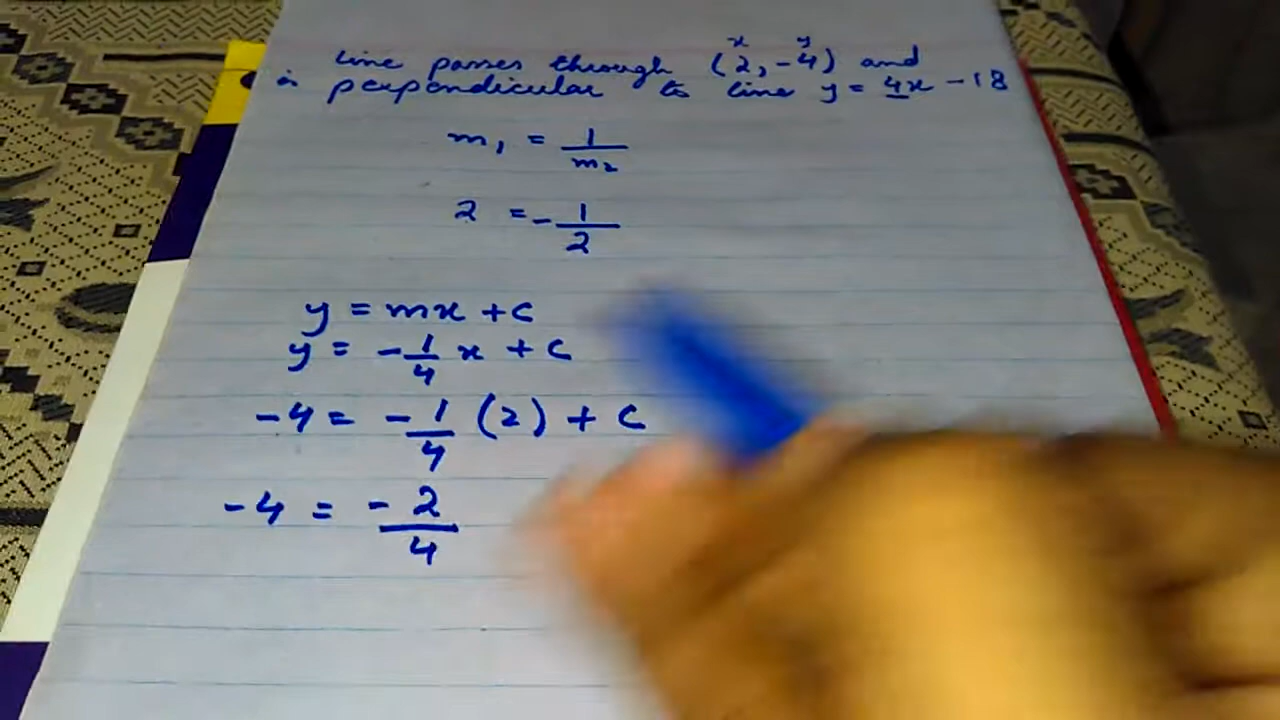 x y
line passes through (2, -4) and
is perpendicular to line y = 4x - 18
m₁ = 1/m₂
2 = - 1/2
y = mx + c
y = - 1/4 x + c
-4 = - 1/4 (2) + c
-4 = - 2/4